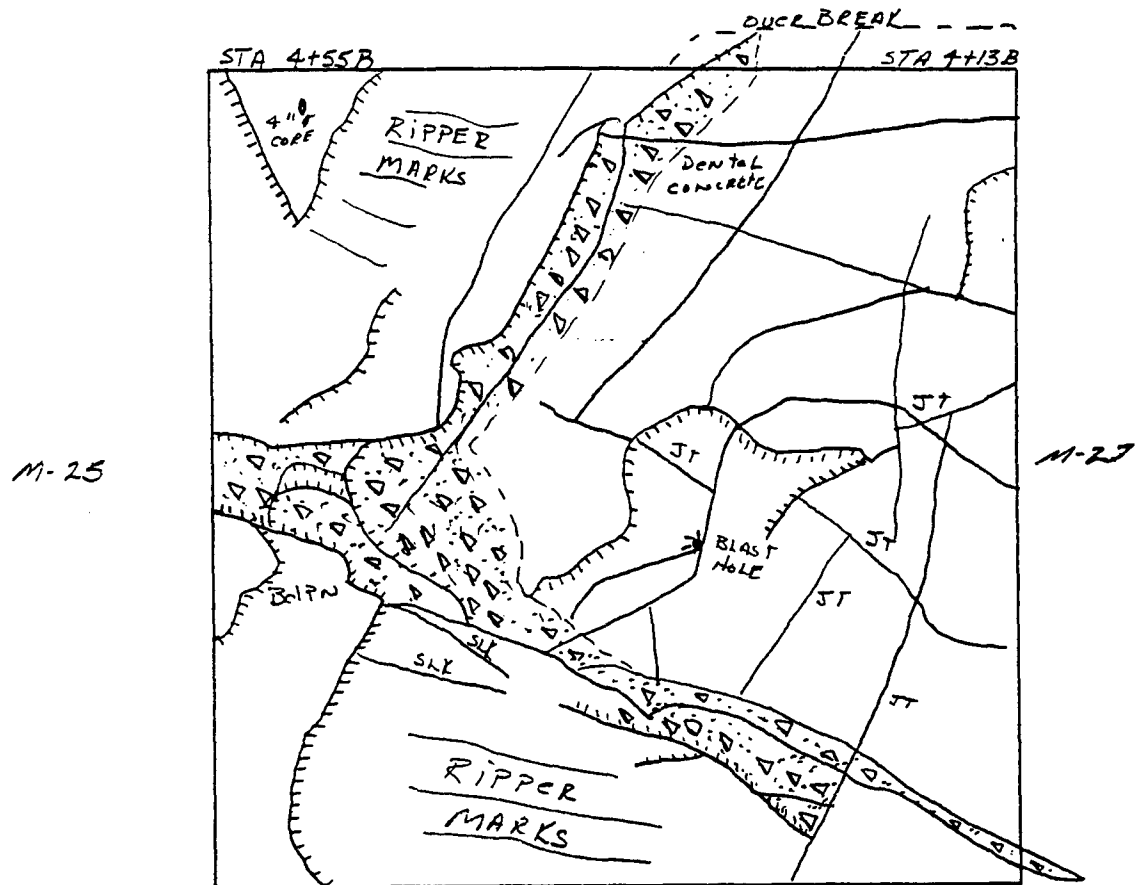 OVER BREAK
STA 4+55B
STA 4+13B
4"ø
CORE
RiPPER
MARKS
DENTAL
CONCRETE
JT
M-25
JT
BLAST
HOLE
JT
JT
SLK
SLK
JT
RiPPER
MARKS